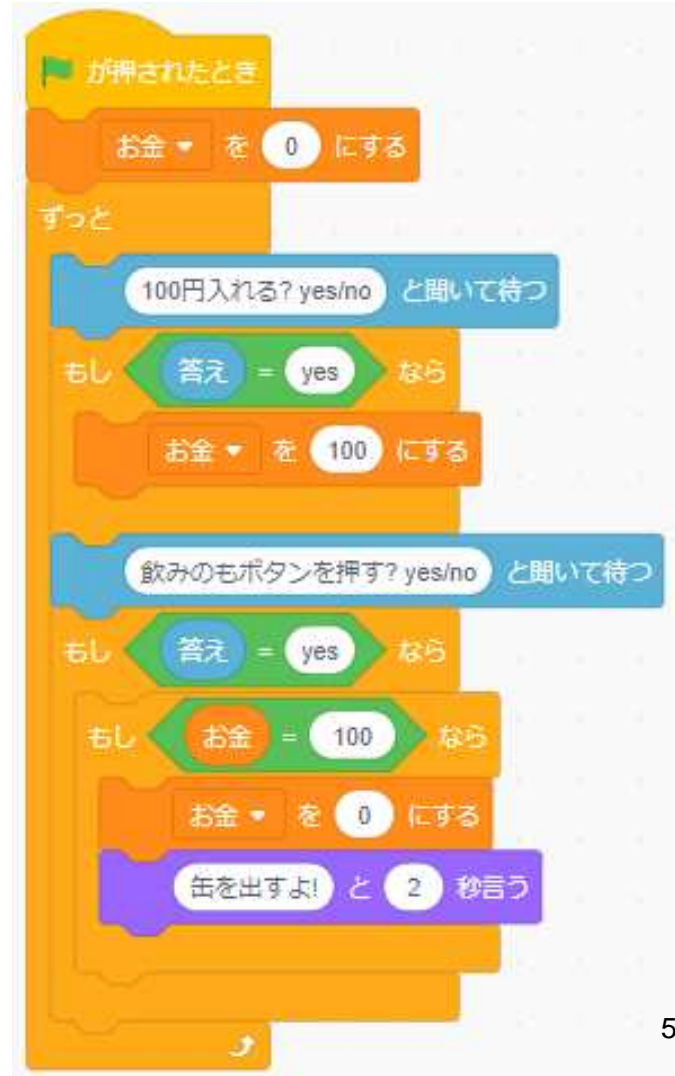 が押されたとき
お金 を 0 にする
ずっと
100円入れる? yes/no と聞いて待つ
もし 答え = yes なら
お金 を 100 にする
飲みのもボタンを押す? yes/no と聞いて待つ
もし 答え = yes なら
もし お金 = 100 なら
お金 を 0 にする
缶を出すよ! と 2 秒言う
5